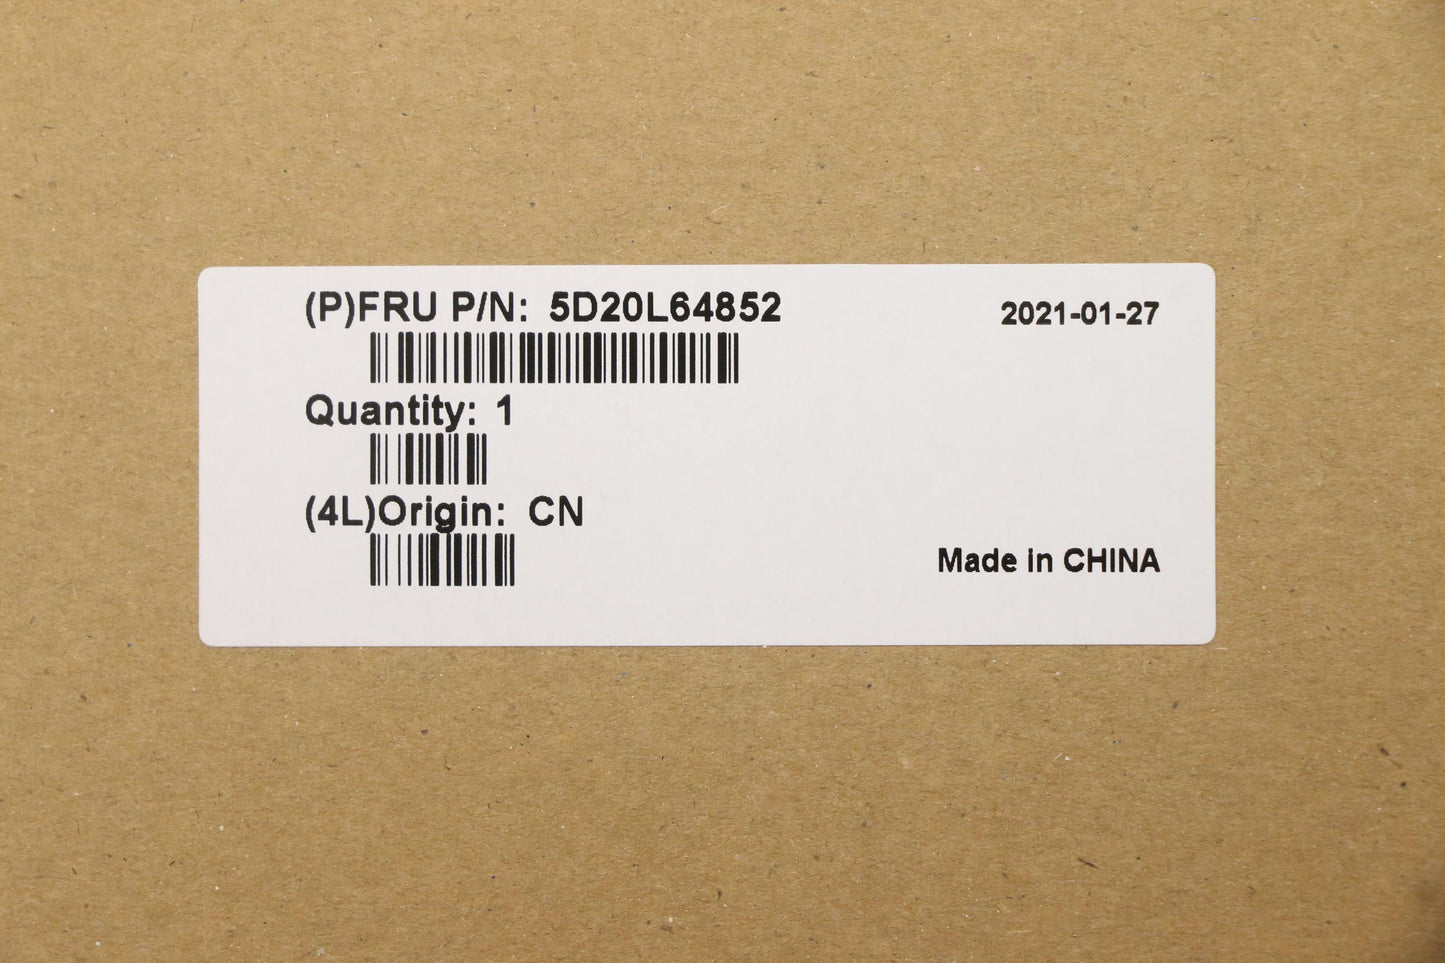 (P)FRU P/N: 5D20L64852
2021-01-27
Quantity: 1
(4L)Origin: CN
Made in CHINA